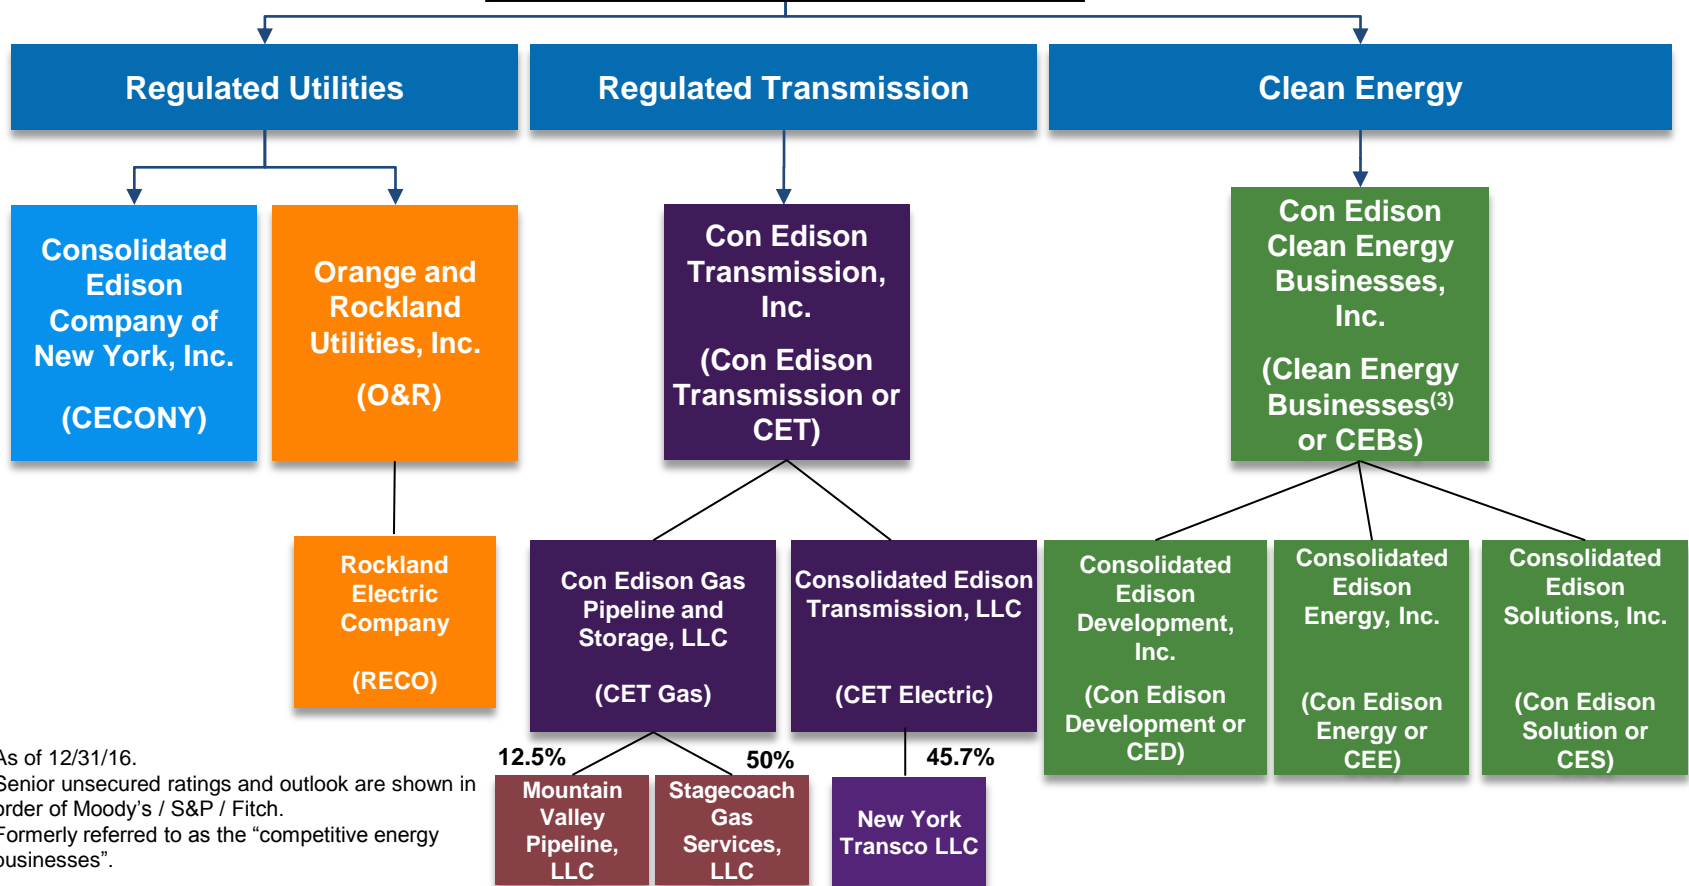 Regulated Utilities
Regulated Transmission
Clean Energy
Consolidated
Edison
Company of
New York, Inc.
(CECONY)
Orange and
Rockland
Utilities, Inc.
(O&R)
Con Edison
Transmission,
Inc.
(Con Edison
Transmission or
CET)
Con Edison
Clean Energy
Businesses,
Inc.
(Clean Energy
Businesses(3)
or CEBs)
Rockland
Electric
Company
(RECO)
Con Edison Gas
Pipeline and
Storage, LLC
(CET Gas)
Consolidated Edison
Transmission, LLC
(CET Electric)
Consolidated
Edison
Development,
Inc.
(Con Edison
Development or
CED)
Consolidated
Edison
Energy, Inc.
(Con Edison
Energy or
CEE)
Consolidated
Edison
Solutions, Inc.
(Con Edison
Solution or
CES)
12.5%
50%
45.7%
Mountain
Valley
Pipeline,
LLC
Stagecoach
Gas
Services,
LLC
New York
Transco LLC
As of 12/31/16.
Senior unsecured ratings and outlook are shown in
order of Moody's / S&P / Fitch.
Formerly referred to as the “competitive energy
businesses”.